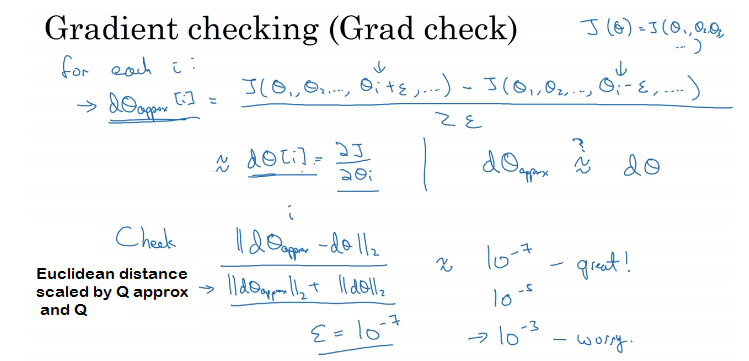 Gradient checking (Grad check)
J(θ) = J(θ₁, θ₂, θ₃
...)
for each i:
→ dθapprox[i] = J(θ₁, θ₂, ..., θᵢ+ε, ...) - J(θ₁, θ₂, ..., θᵢ-ε, ...)
2ε
≈ dθ[i] = ∂J/∂θᵢ | dθapprox ≈? dθ
i
Check ||dθapprox - dθ||₂
Euclidean distance
scaled by Q approx
and Q
→ ||dθapprox||₂ + ||dθ||₂
≈ 10⁻⁷ - great!
10⁻⁵
ε = 10⁻⁷
→ 10⁻³ - worry.